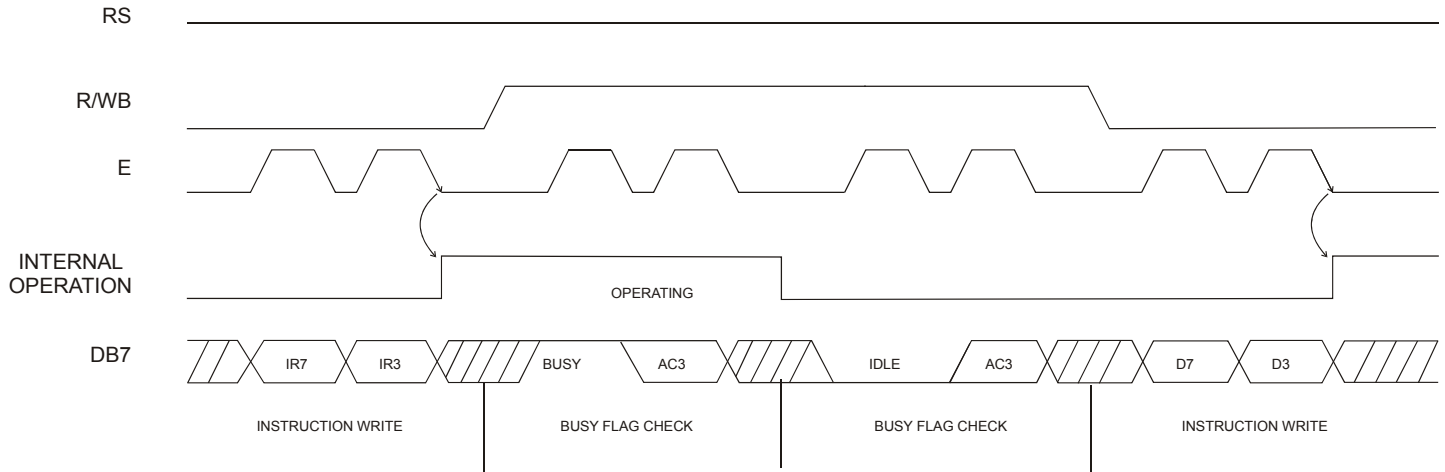 RS
R/WB
E
INTERNAL
OPERATION
OPERATING
DB7
IR7 IR3 BUSY AC3 IDLE AC3 D7 D3
INSTRUCTION WRITE BUSY FLAG CHECK BUSY FLAG CHECK INSTRUCTION WRITE